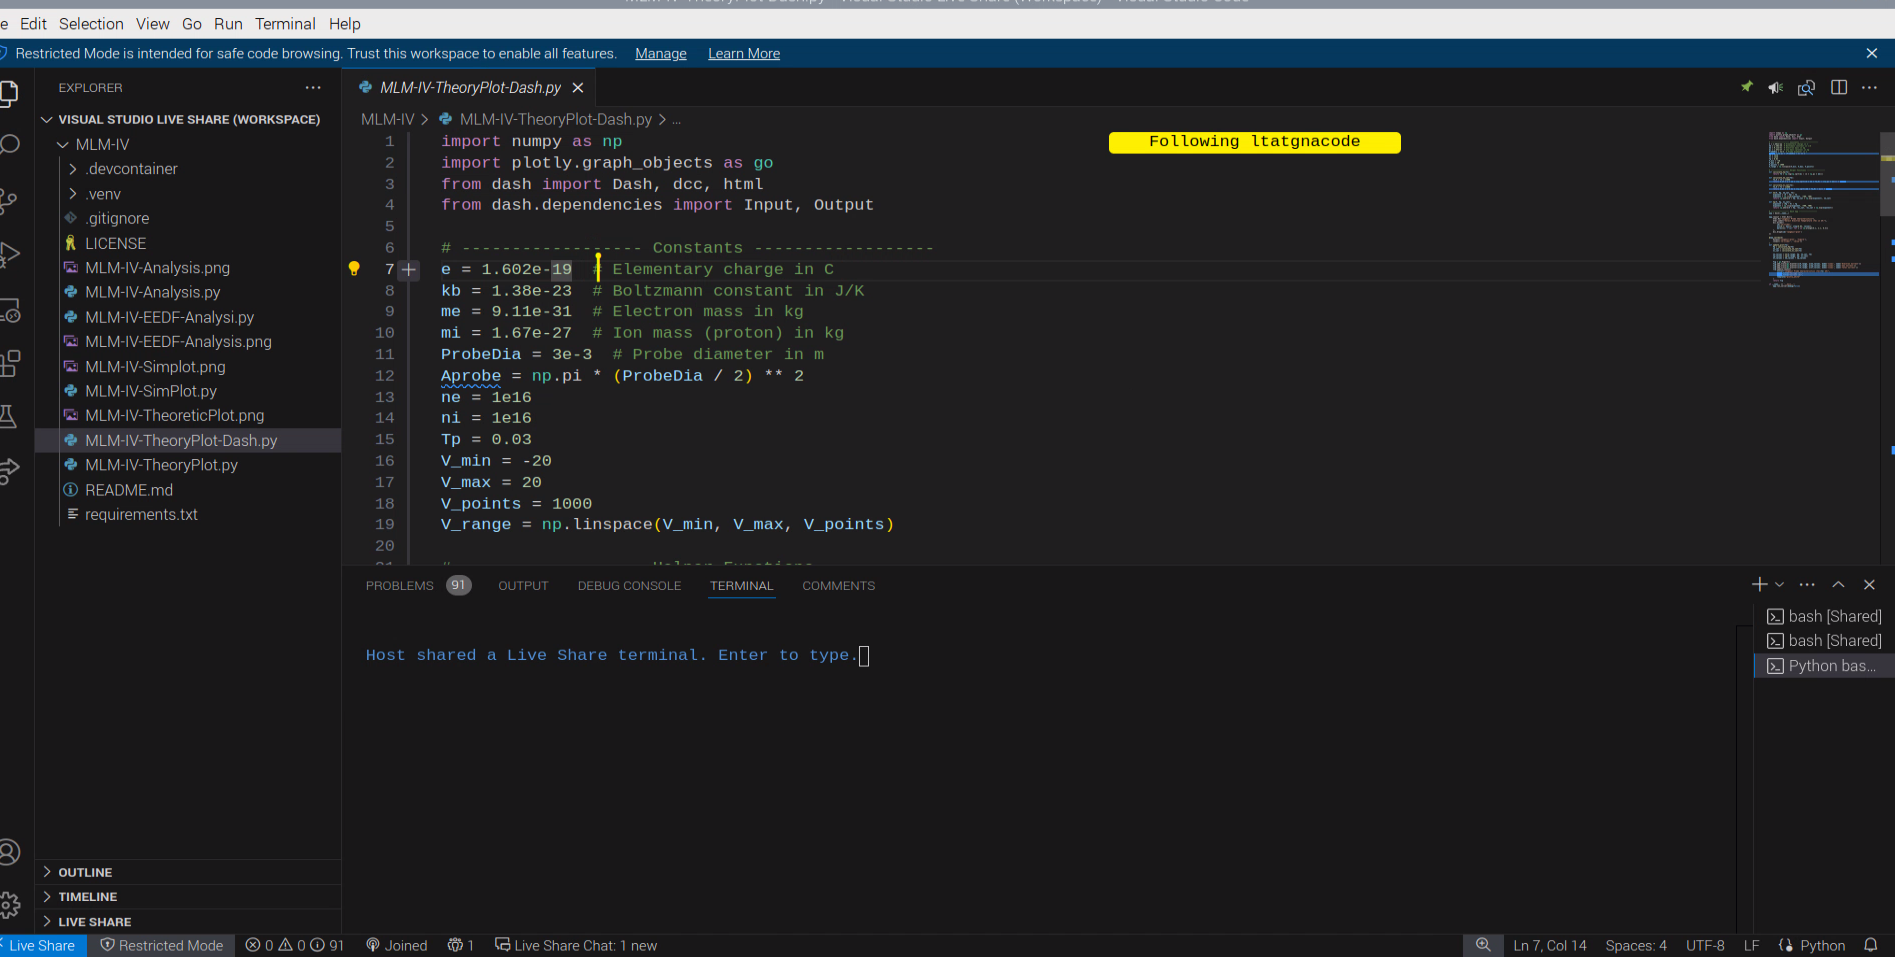 e Edit Selection View Go Run Terminal Help
Restricted Mode is intended for safe code browsing. Trust this workspace to enable all features. Manage Learn More
EXPLORER
MLM-IV-TheoryPlot-Dash.py
VISUAL STUDIO LIVE SHARE (WORKSPACE)
MLM-IV
.devcontainer
.venv
.gitignore
LICENSE
MLM-IV-Analysis.png
MLM-IV-Analysis.py
MLM-IV-EEDF-Analysi.py
MLM-IV-EEDF-Analysis.png
MLM-IV-Simplot.png
MLM-IV-SimPlot.py
MLM-IV-TheoreticPlot.png
MLM-IV-TheoryPlot-Dash.py
MLM-IV-TheoryPlot.py
README.md
requirements.txt
OUTLINE
TIMELINE
LIVE SHARE
MLM-IV > MLM-IV-TheoryPlot-Dash.py > ...
Following ltatgnacode
1 import numpy as np
2 import plotly.graph_objects as go
3 from dash import Dash, dcc, html
4 from dash.dependencies import Input, Output
5
6 # ------------------ Constants ------------------
7 e = 1.602e-19  # Elementary charge in C
8 kb = 1.38e-23  # Boltzmann constant in J/K
9 me = 9.11e-31  # Electron mass in kg
10 mi = 1.67e-27  # Ion mass (proton) in kg
11 ProbeDia = 3e-3  # Probe diameter in m
12 Aprobe = np.pi * (ProbeDia / 2) ** 2
13 ne = 1e16
14 ni = 1e16
15 Tp = 0.03
16 V_min = -20
17 V_max = 20
18 V_points = 1000
19 V_range = np.linspace(V_min, V_max, V_points)
20
PROBLEMS 91 OUTPUT DEBUG CONSOLE TERMINAL COMMENTS
Host shared a Live Share terminal. Enter to type.
bash [Shared]
bash [Shared]
Python bas...
Live Share Restricted Mode 0 0 91 Joined 1 Live Share Chat: 1 new Ln 7, Col 14 Spaces: 4 UTF-8 LF Python